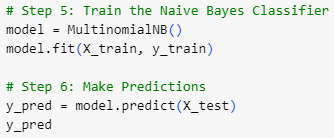 # Step 5: Train the Naive Bayes Classifier
model = MultinomialNB()
model.fit(X_train, y_train)
# Step 6: Make Predictions
y_pred = model.predict(X_test)
y_pred